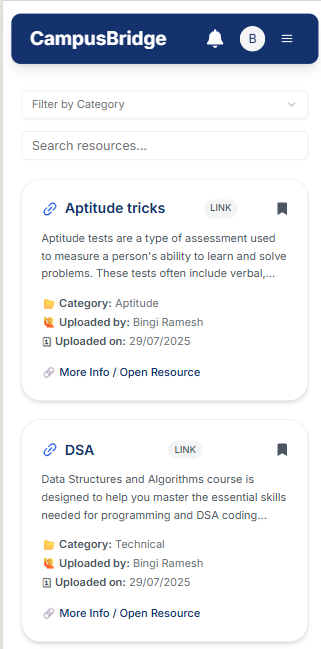 CampusBridge B
Filter by Category
Search resources...
Aptitude tricks LINK
Aptitude tests are a type of assessment used
to measure a person's ability to learn and solve
problems. These tests often include verbal,...
Category: Aptitude
Uploaded by: Bingi Ramesh
Uploaded on: 29/07/2025
More Info / Open Resource
DSA LINK
Data Structures and Algorithms course is
designed to help you master the essential skills
needed for programming and DSA coding...
Category: Technical
Uploaded by: Bingi Ramesh
Uploaded on: 29/07/2025
More Info / Open Resource